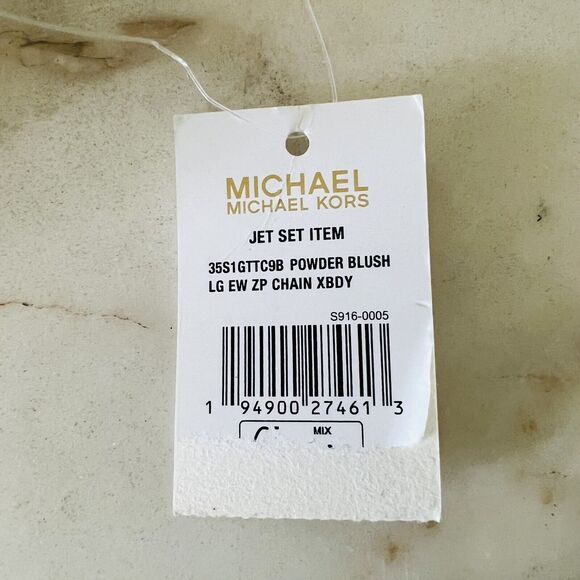 MICHAEL
MICHAEL KORS
JET SET ITEM
35S1GTTC9B POWDER BLUSH
LG EW ZP CHAIN XBDY
S916-0005
1 94900 27461 3
MIX